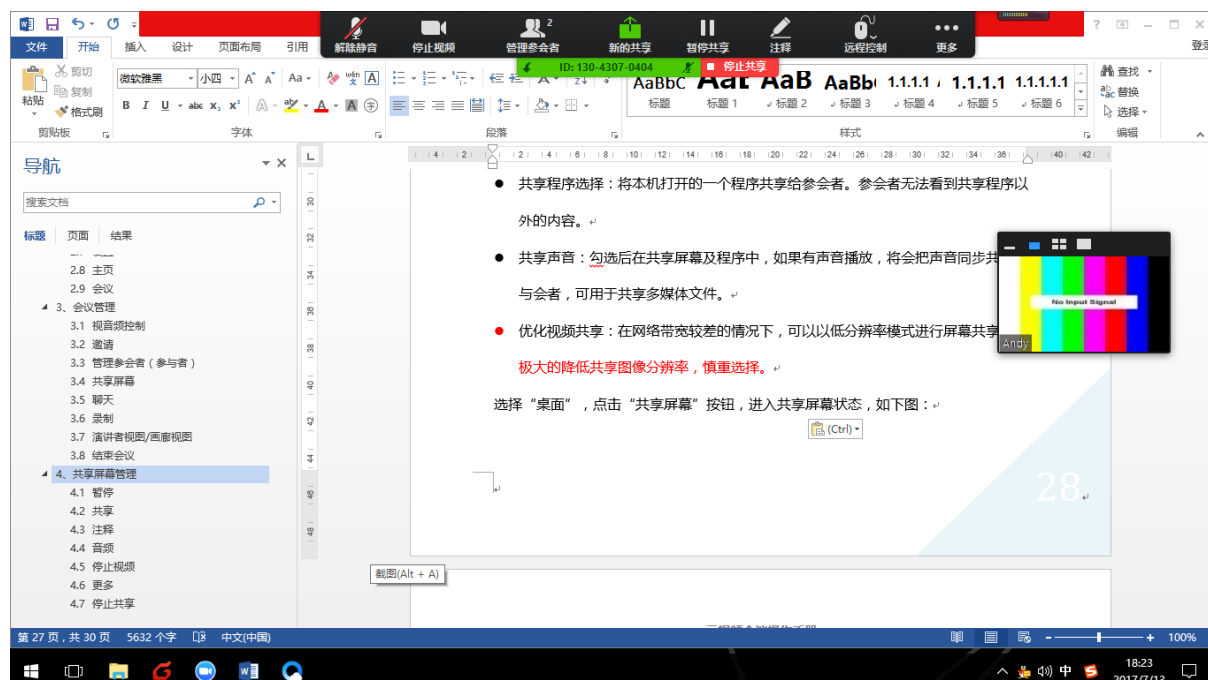 解除静音 停止视频 管理参会者 2 新的共享 暂停共享 注释 远程控制 更多
文件 开始 插入 设计 页面布局 引用 登录
ID: 130-4307-0404 停止共享
剪切
复制
粘贴 格式刷
微软雅黑 小四
剪贴板 字体 段落 样式 编辑
AaBbC AaBl AaB AaBb 1.1.1.1 1.1.1.1 1.1.1.1.1
标题 标题 1 标题 2 标题 3 标题 4 标题 5 标题 6
查找
替换
选择
导航
搜索文档
标题 页面 结果
2.8 主页
2.9 会议
3、会议管理
3.1 视音频控制
3.2 邀请
3.3 管理参会者(参与者)
3.4 共享屏幕
3.5 聊天
3.6 录制
3.7 演讲者视图/画廊视图
3.8 结束会议
4、共享屏幕管理
4.1 暂停
4.2 共享
4.3 注释
4.4 音频
4.5 停止视频
4.6 更多
4.7 停止共享
● 共享程序选择:将本机打开的一个程序共享给参会者。参会者无法看到共享程序以
外的内容。
● 共享声音:勾选后在共享屏幕及程序中,如果有声音播放,将会把声音同步共
与会者,可用于共享多媒体文件。
● 优化视频共享:在网络带宽较差的情况下,可以以低分辨率模式进行屏幕共享
极大的降低共享图像分辨率,慎重选择。
选择“桌面”,点击“共享屏幕”按钮,进入共享屏幕状态,如下图:
(Ctrl)
28
No Input Signal
Andy
截图(Alt + A)
第 27 页,共 30 页 5632 个字 中文(中国) 100%
中 18:23
2017/7/13